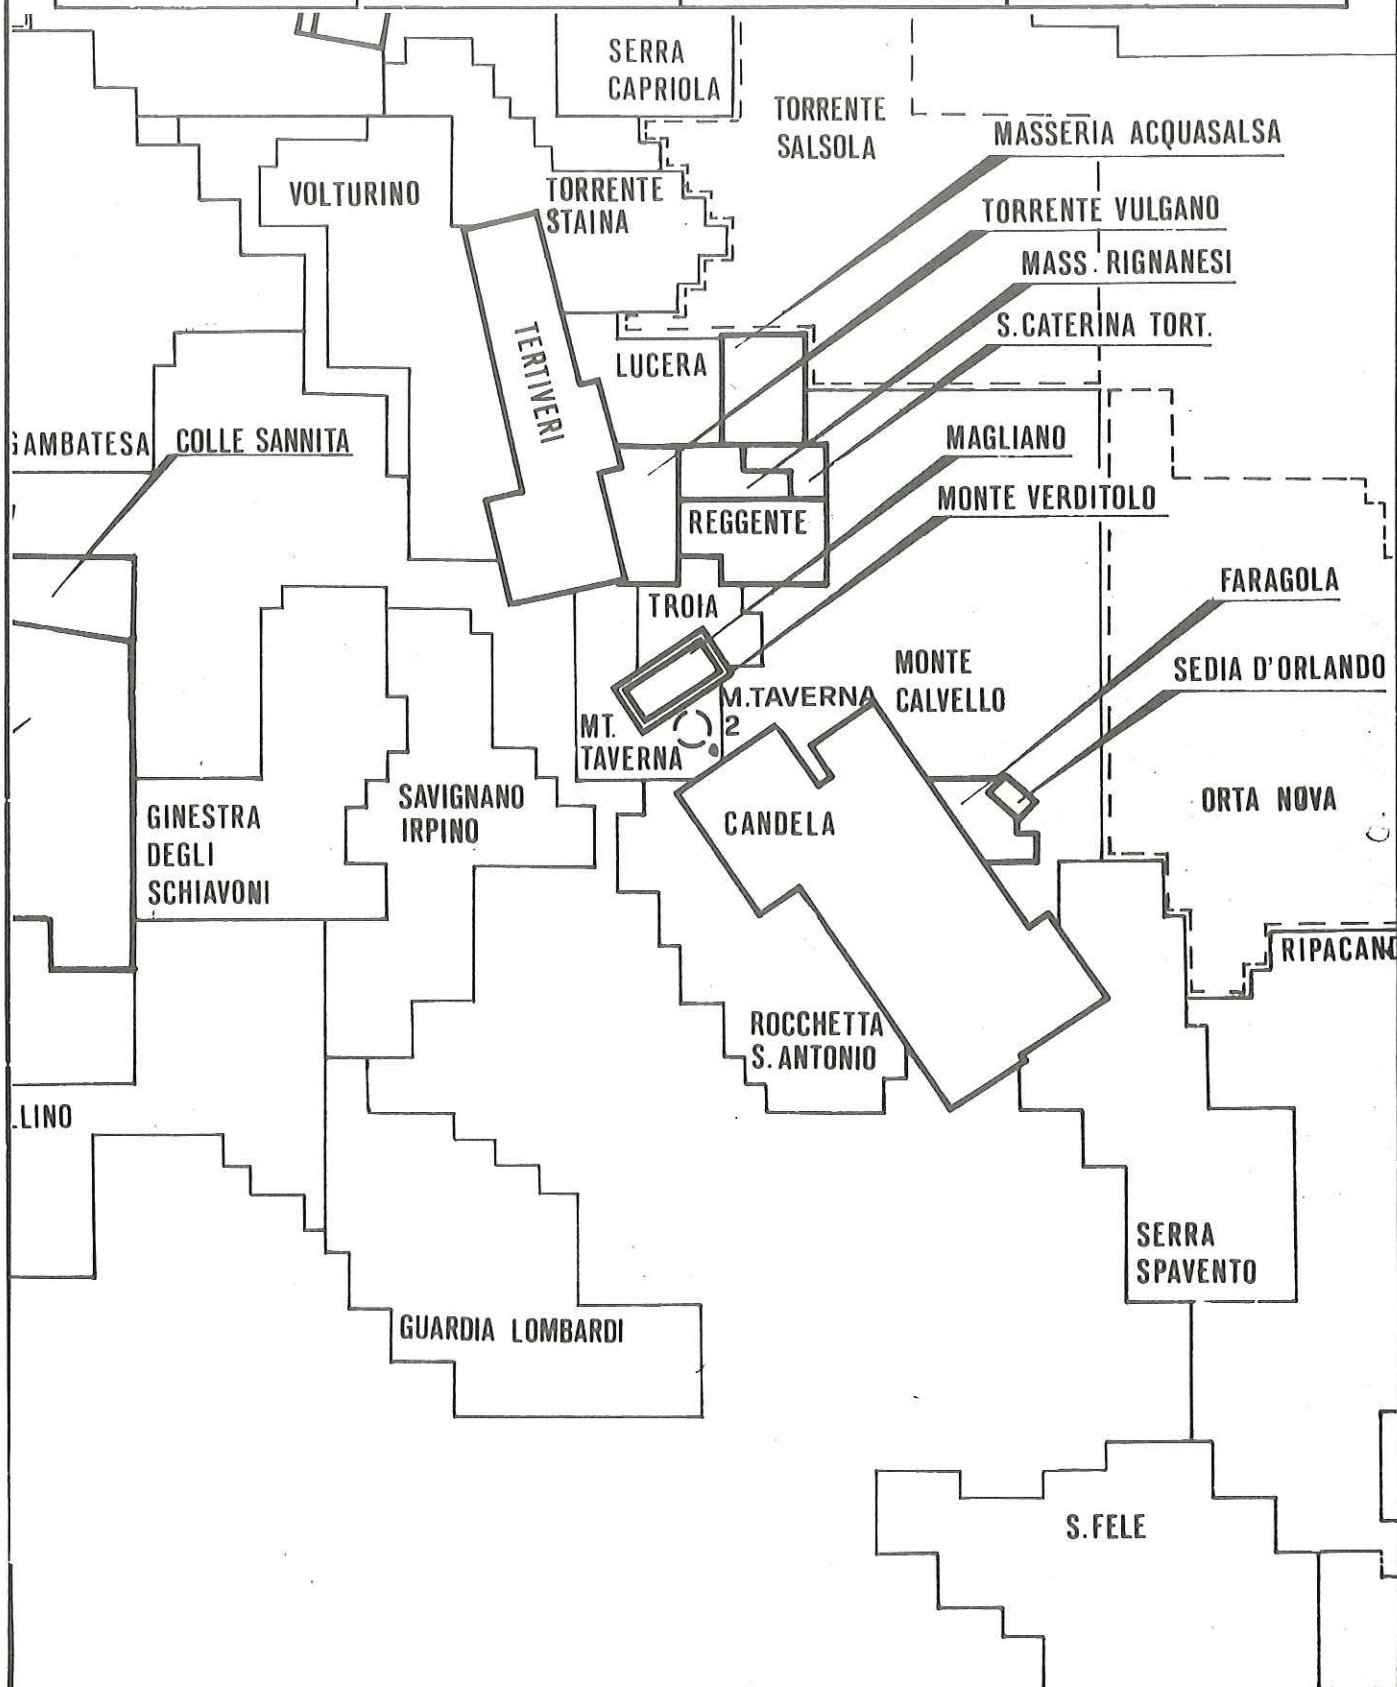 SERRA
CAPRIOLA
TORRENTE
SALSOLA
MASSERIA ACQUASALSA
VOLTURINO
TORRENTE
STAINA
TORRENTE VULGANO
MASS. RIGNANESI
S.CATERINA TORT.
TERTIVERI
LUCERA
GAMBATESA
COLLE SANNITA
MAGLIANO
MONTE VERDITOLO
REGGENTE
FARAGOLA
TROIA
MONTE
CALVELLO
SEDIA D'ORLANDO
M.TAVERNA
2
MT.
TAVERNA
ORTA NOVA
CANDELA
SAVIGNANO
IRPINO
GINESTRA
DEGLI
SCHIAVONI
RIPACAND
ROCCHETTA
S. ANTONIO
.LINO
SERRA
SPAVENTO
GUARDIA LOMBARDI
S.FELE